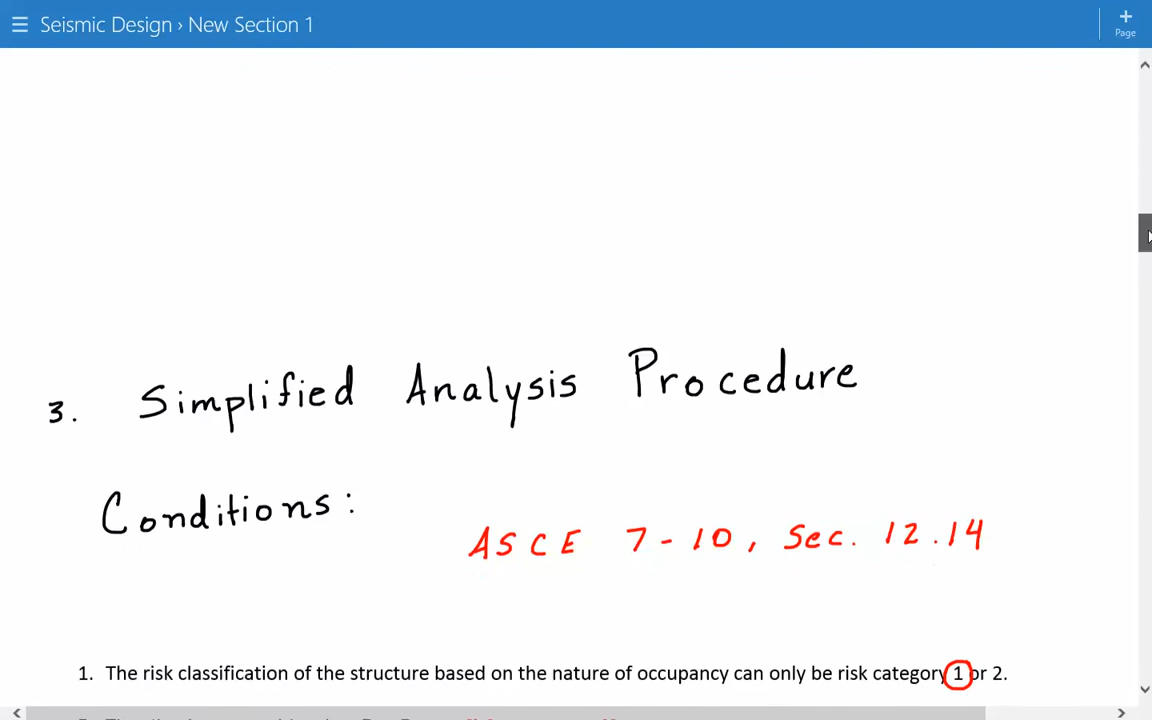 Seismic Design › New Section 1
Page
3. Simplified Analysis Procedure
Conditions:
ASCE 7-10, Sec. 12.14
1. The risk classification of the structure based on the nature of occupancy can only be risk category 1 or 2.